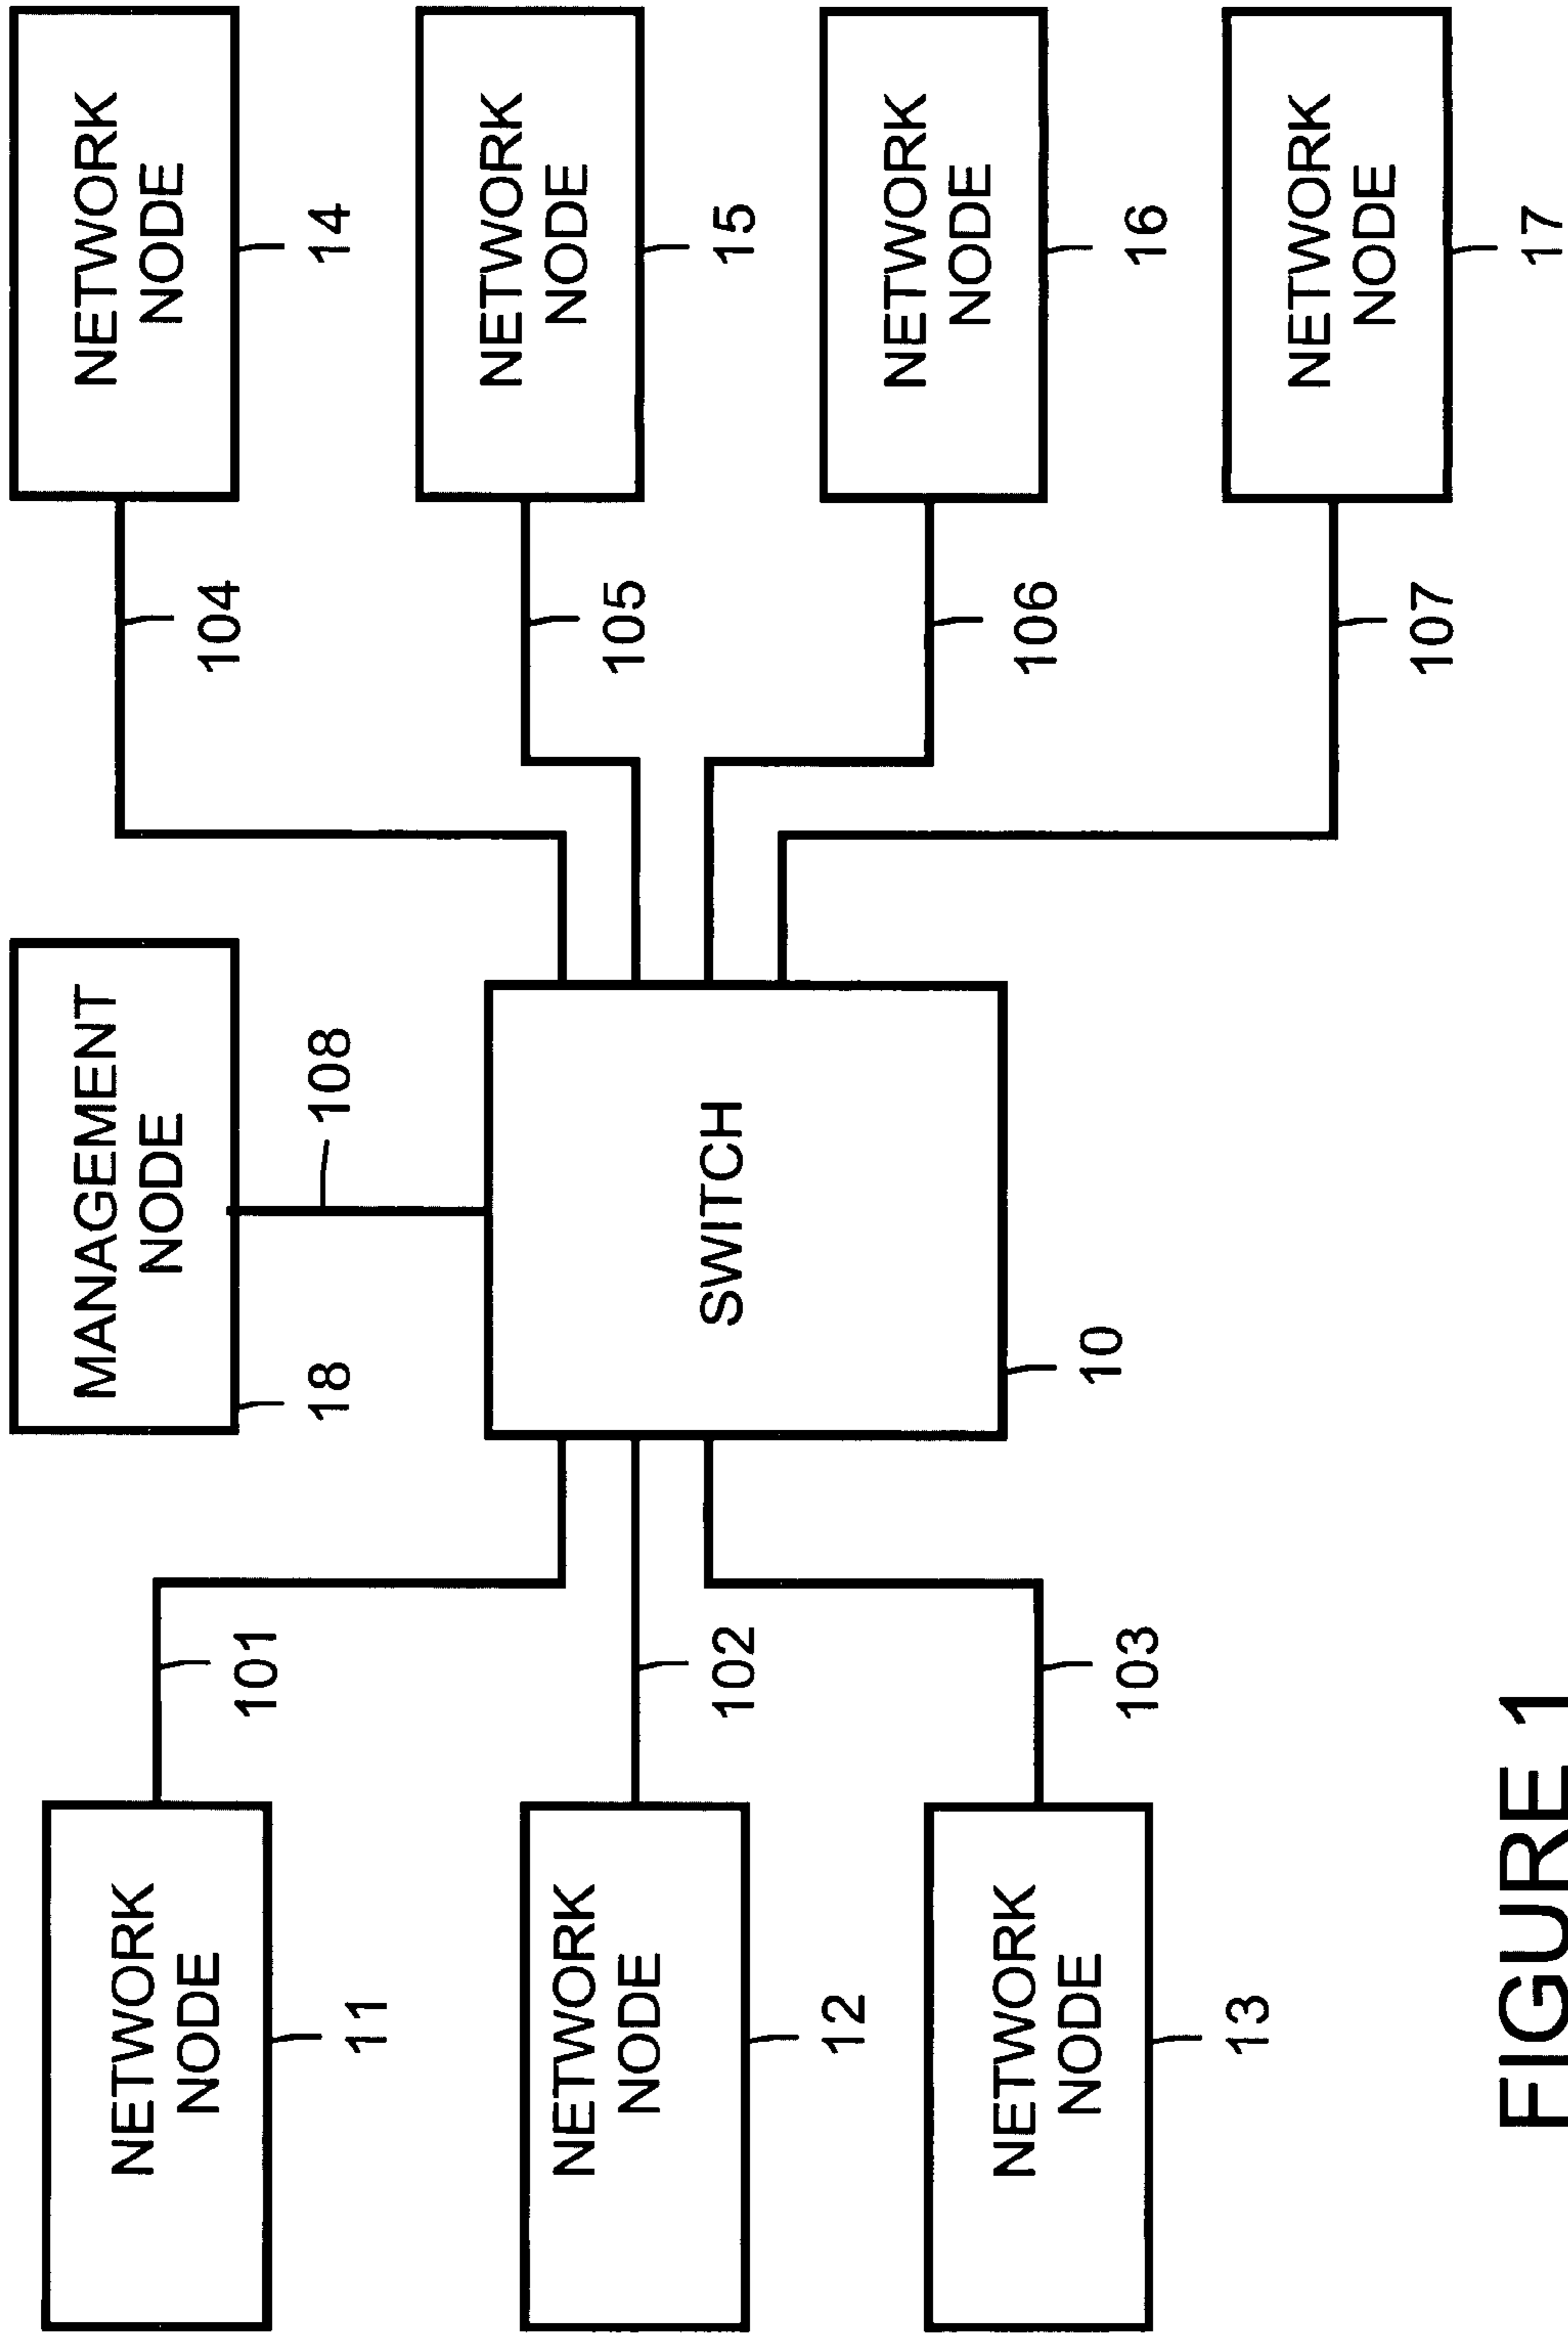 MANAGEMENT
NODE
18
108
NETWORK
NODE
11
101
NETWORK
NODE
12
102
NETWORK
NODE
13
103
SWITCH
10
104
NETWORK
NODE
14
105
NETWORK
NODE
15
106
NETWORK
NODE
16
107
NETWORK
NODE
17
FIGURE 1